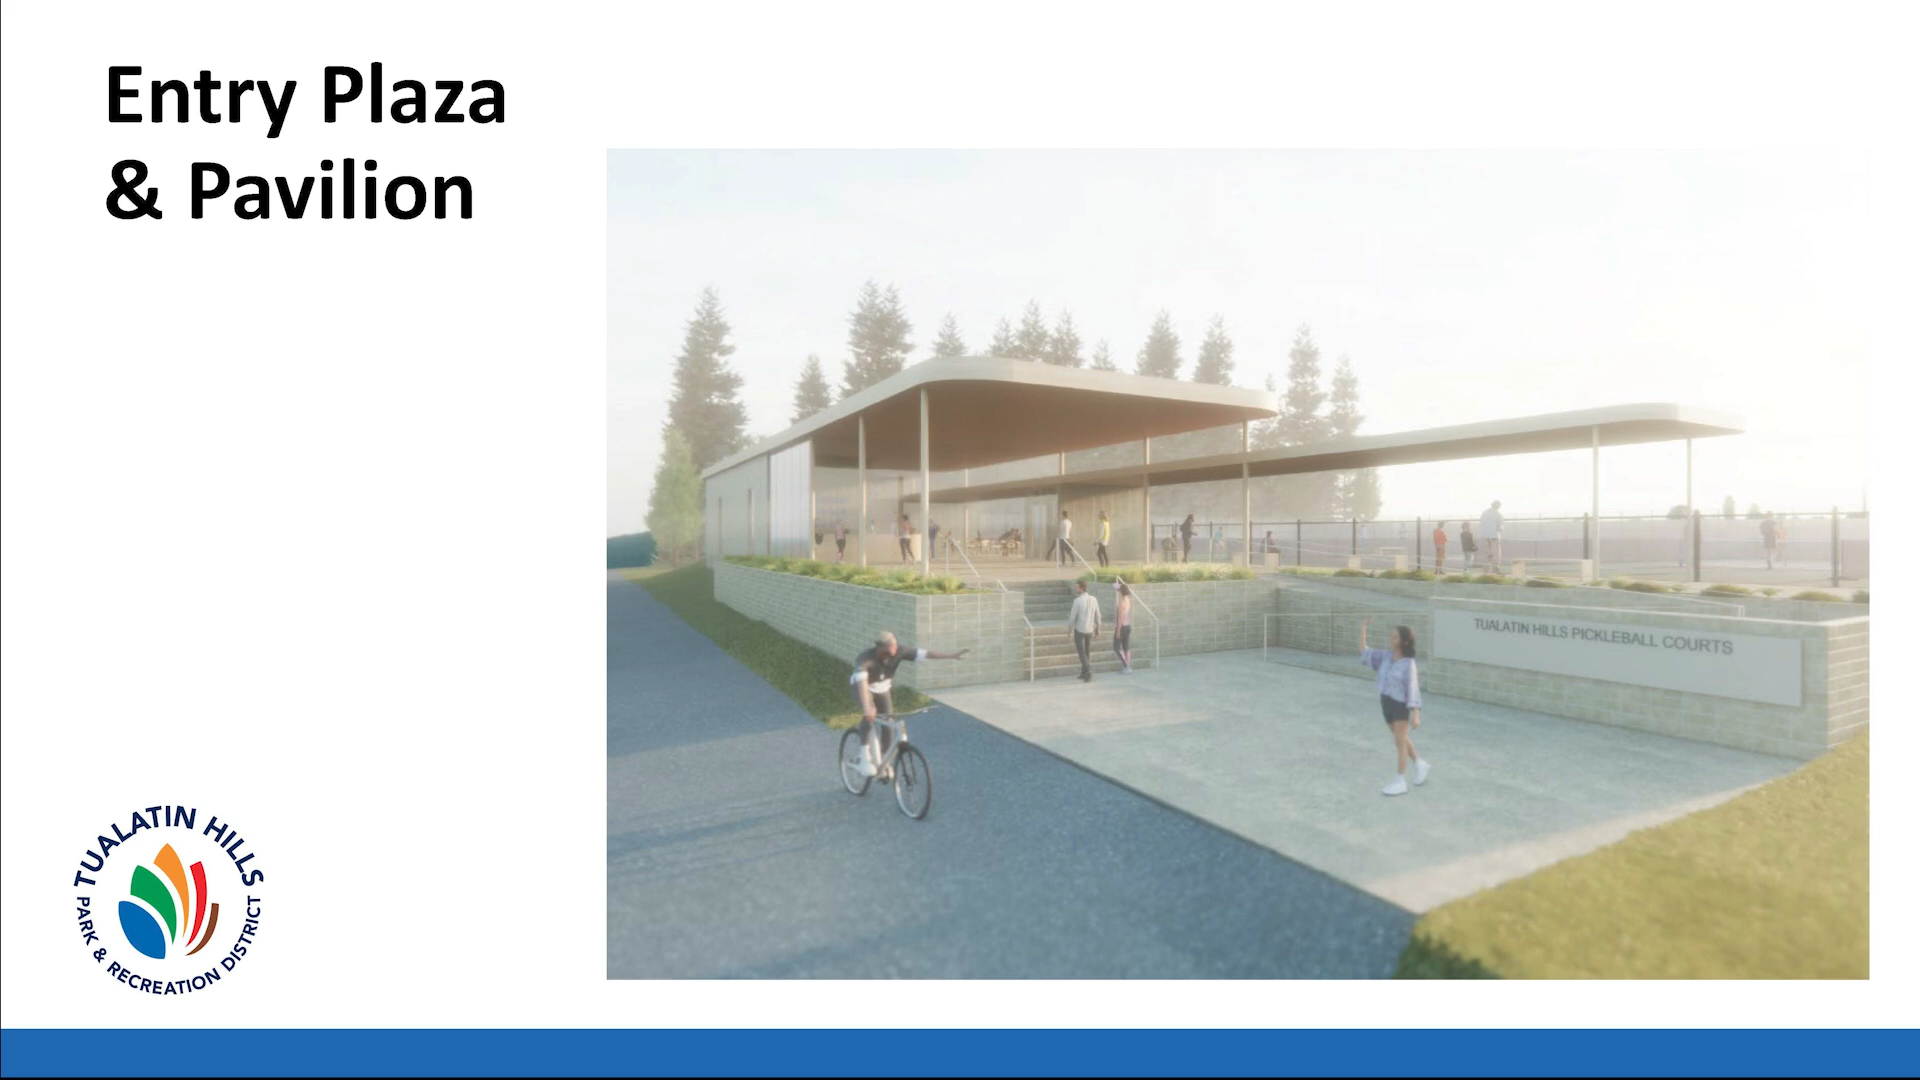 Entry Plaza
& Pavilion
TUALATIN HILLS PICKLEBALL COURTS
TUALATIN HILLS
PARK & RECREATION DISTRICT